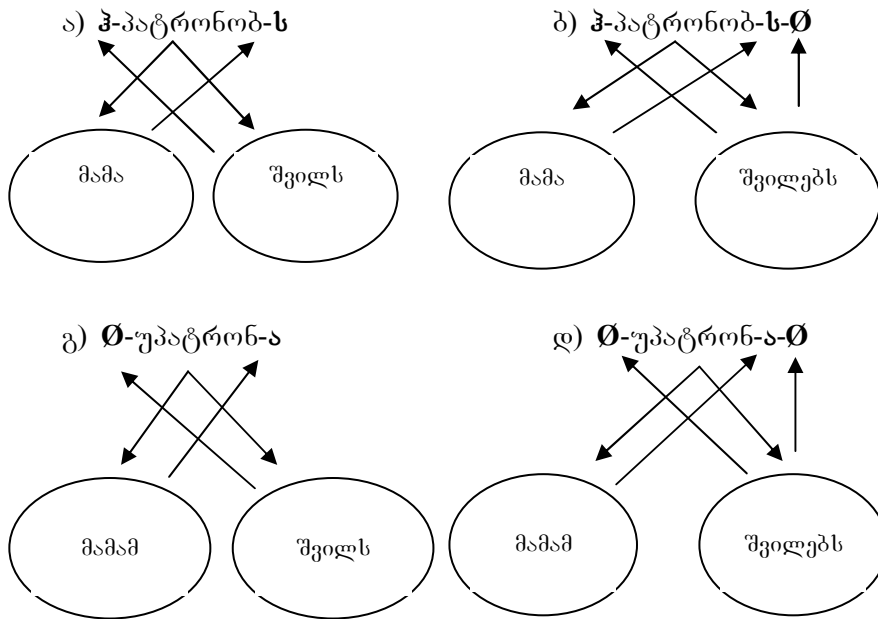 ა) ჰ-პატრონობ-ს
ბ) ჰ-პატრონობ-ს-Ø
მამა
შვილს
მამა
შვილებს
გ) Ø-უპატრონ-ა
დ) Ø-უპატრონ-ა-Ø
მამამ
შვილს
მამამ
შვილებს